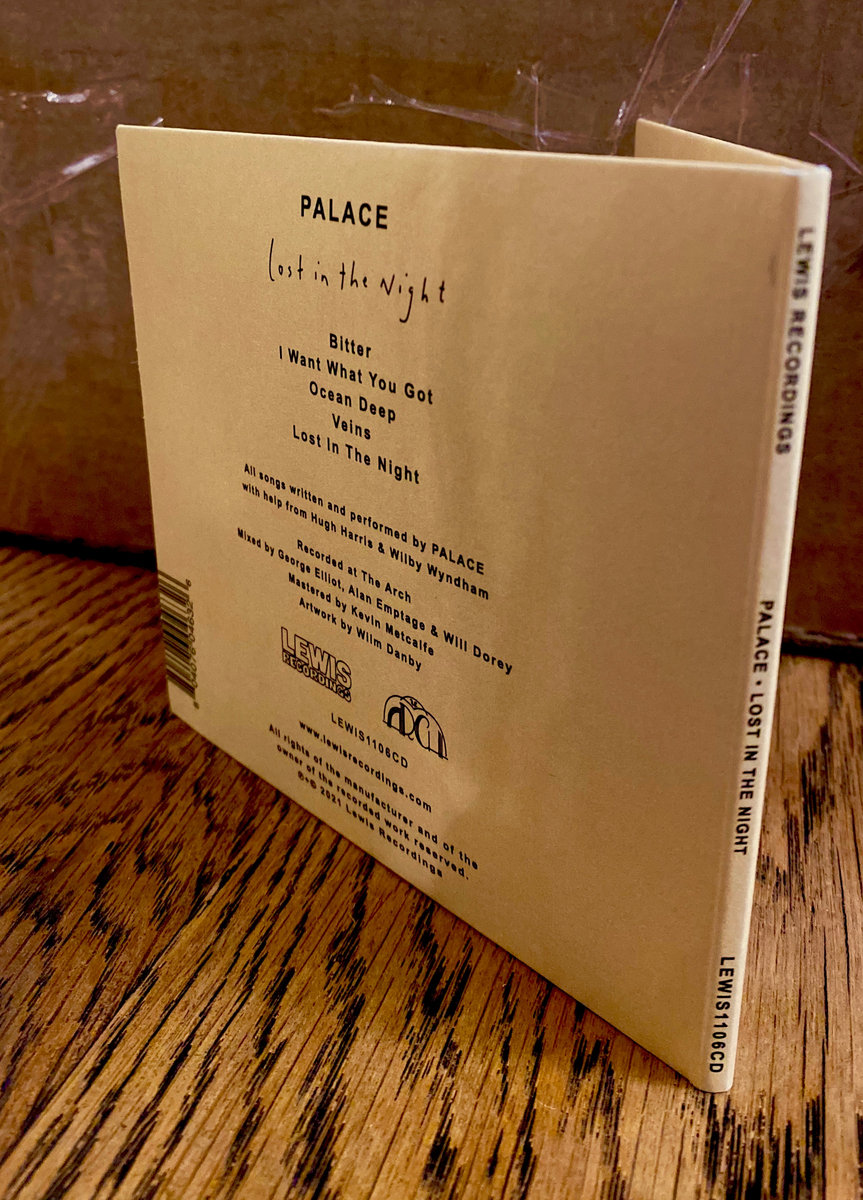 PALACE
Lost in the Night
Bitter
I Want What You Got
Ocean Deep
Veins
Lost In The Night
All songs written and performed by PALACE
with help from Hugh Harris & Wilby Wyndham
Recorded at The Arch
Mixed by George Elliot, Alan Emptage & Will Dorey
Mastered by Kevin Metcalfe
Artwork by Wilm Danby
LEWIS
RECORDINGS
LEWIS1106CD
www.lewisrecordings.com
All rights of the manufacturer and of the
owner of the recorded work reserved.
℗+© 2021 Lewis Recordings
LEWIS RECORDINGS
PALACE • LOST IN THE NIGHT
LEWIS1106CD